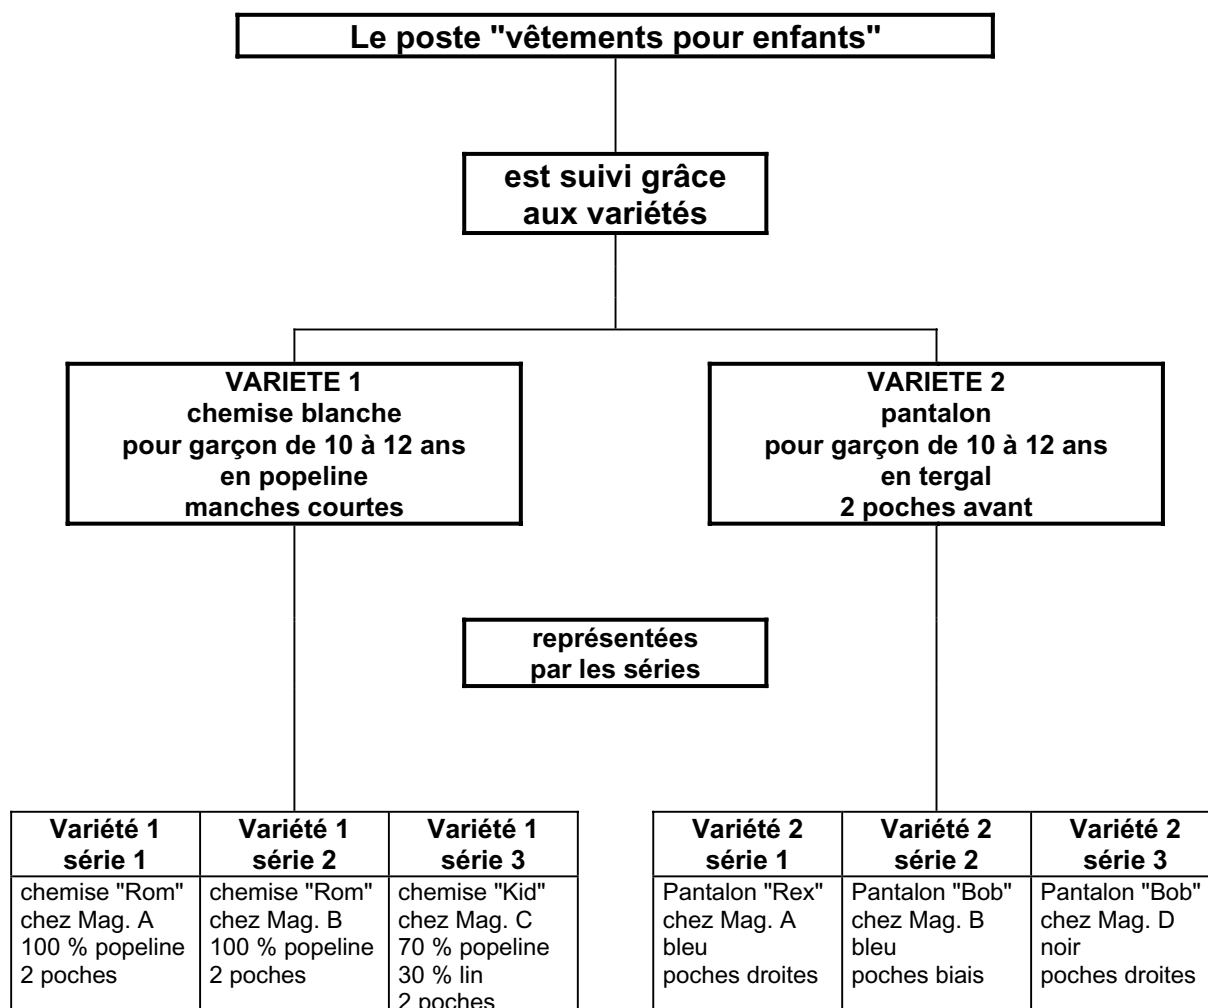 Le poste "vêtements pour enfants"
est suivi grâce
aux variétés
VARIETE 1
chemise blanche
pour garçon de 10 à 12 ans
en popeline
manches courtes
VARIETE 2
pantalon
pour garçon de 10 à 12 ans
en tergal
2 poches avant
représentées
par les séries
Variété 1
série 1
chemise "Rom"
chez Mag. A
100 % popeline
2 poches
Variété 1
série 2
chemise "Rom"
chez Mag. B
100 % popeline
2 poches
Variété 1
série 3
chemise "Kid"
chez Mag. C
70 % popeline
30 % lin
2 poches
Variété 2
série 1
Pantalon "Rex"
chez Mag. A
bleu
poches droites
Variété 2
série 2
Pantalon "Bob"
chez Mag. B
bleu
poches biais
Variété 2
série 3
Pantalon "Bob"
chez Mag. D
noir
poches droites